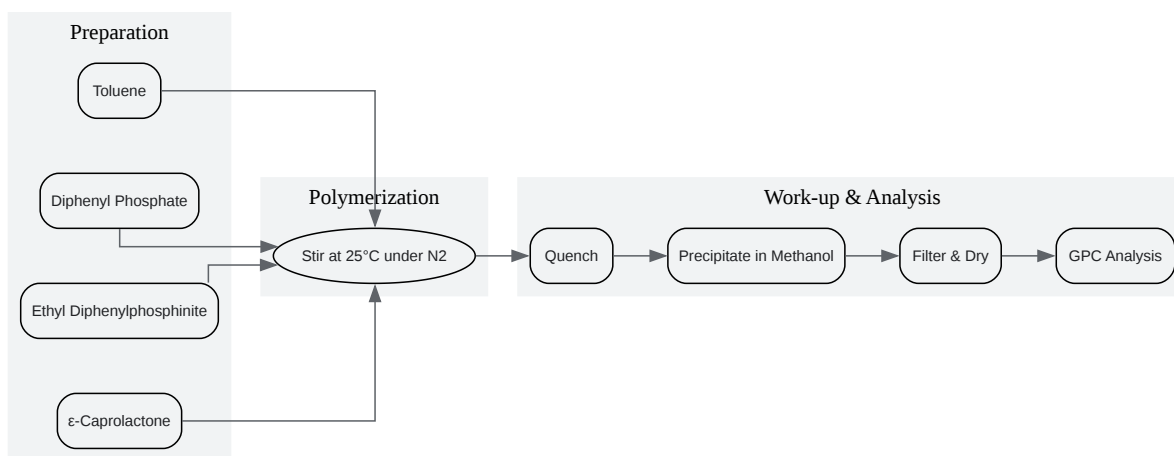 Preparation
Toluene
Diphenyl Phosphate
Ethyl Diphenylphosphinite
ε-Caprolactone
Polymerization
Stir at 25°C under N2
Work-up & Analysis
Quench
Precipitate in Methanol
Filter & Dry
GPC Analysis